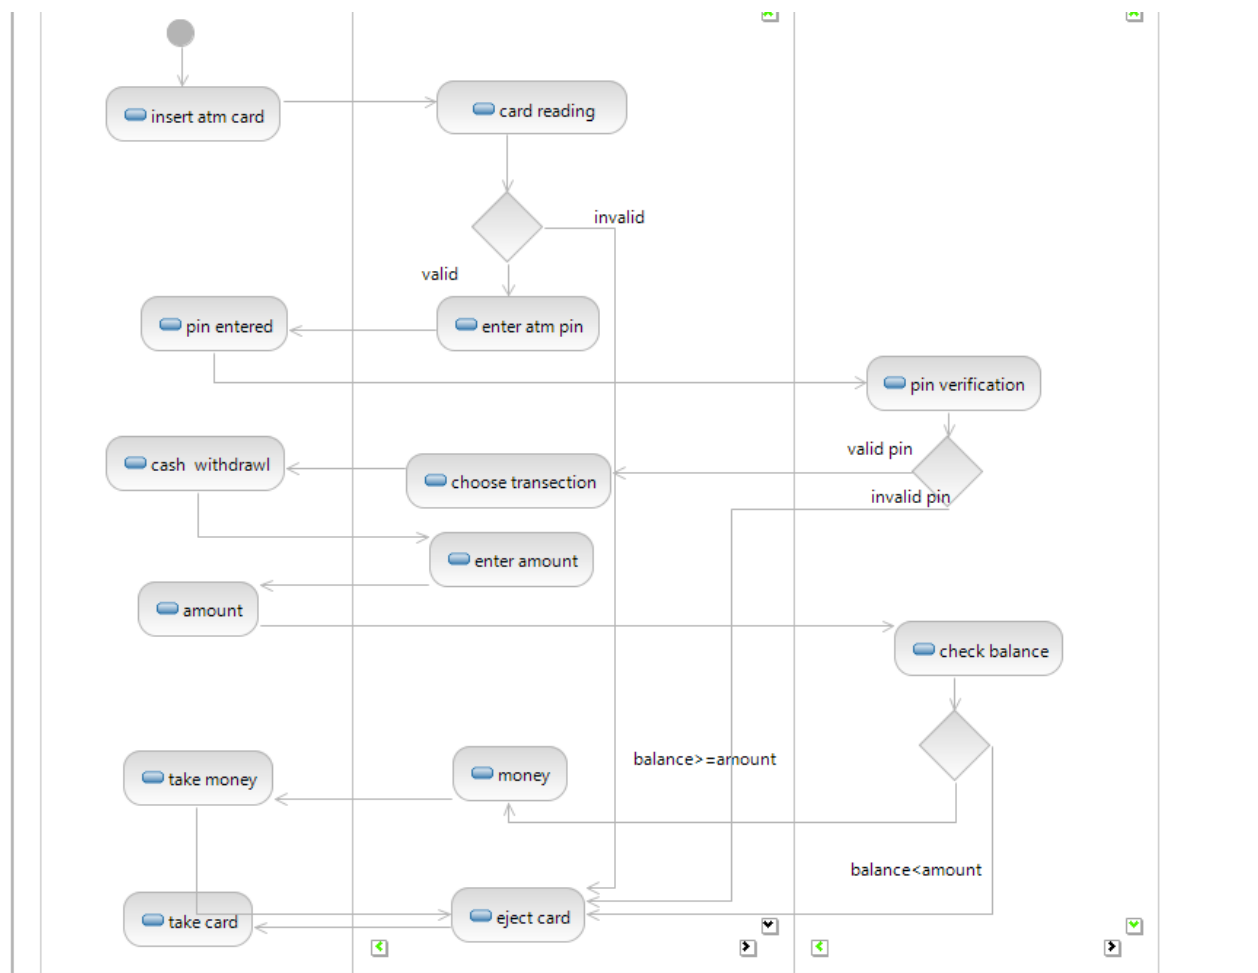 insert atm card
card reading
invalid
valid
pin entered
enter atm pin
pin verification
valid pin
cash  withdrawl
choose transection
invalid pin
enter amount
amount
check balance
balance>=amount
take money
money
balance<amount
take card
eject card